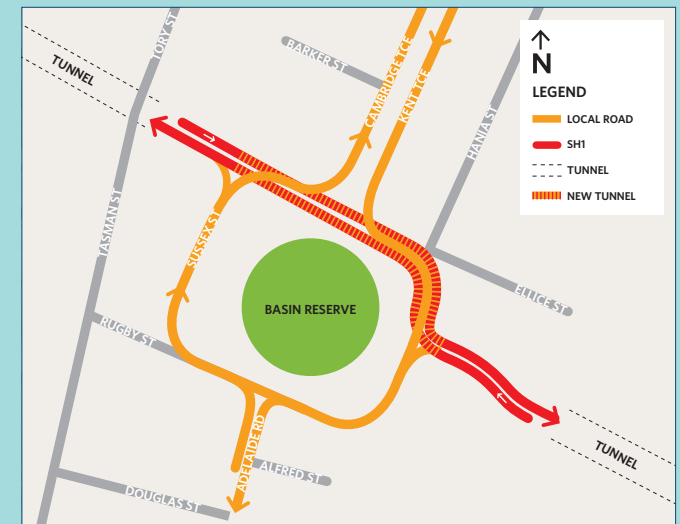 TORY ST
TUNNEL
BARKER ST
CAMBRIDGE TCE
KENT TCE
HANIA ST
N
LEGEND
LOCAL ROAD
SH1
TUNNEL
NEW TUNNEL
TASMAN ST
SUSSEX ST
BASIN RESERVE
ELLICE ST
RUGBY ST
ADELAIDE RD
ALFRED ST
DOUGLAS ST
TUNNEL